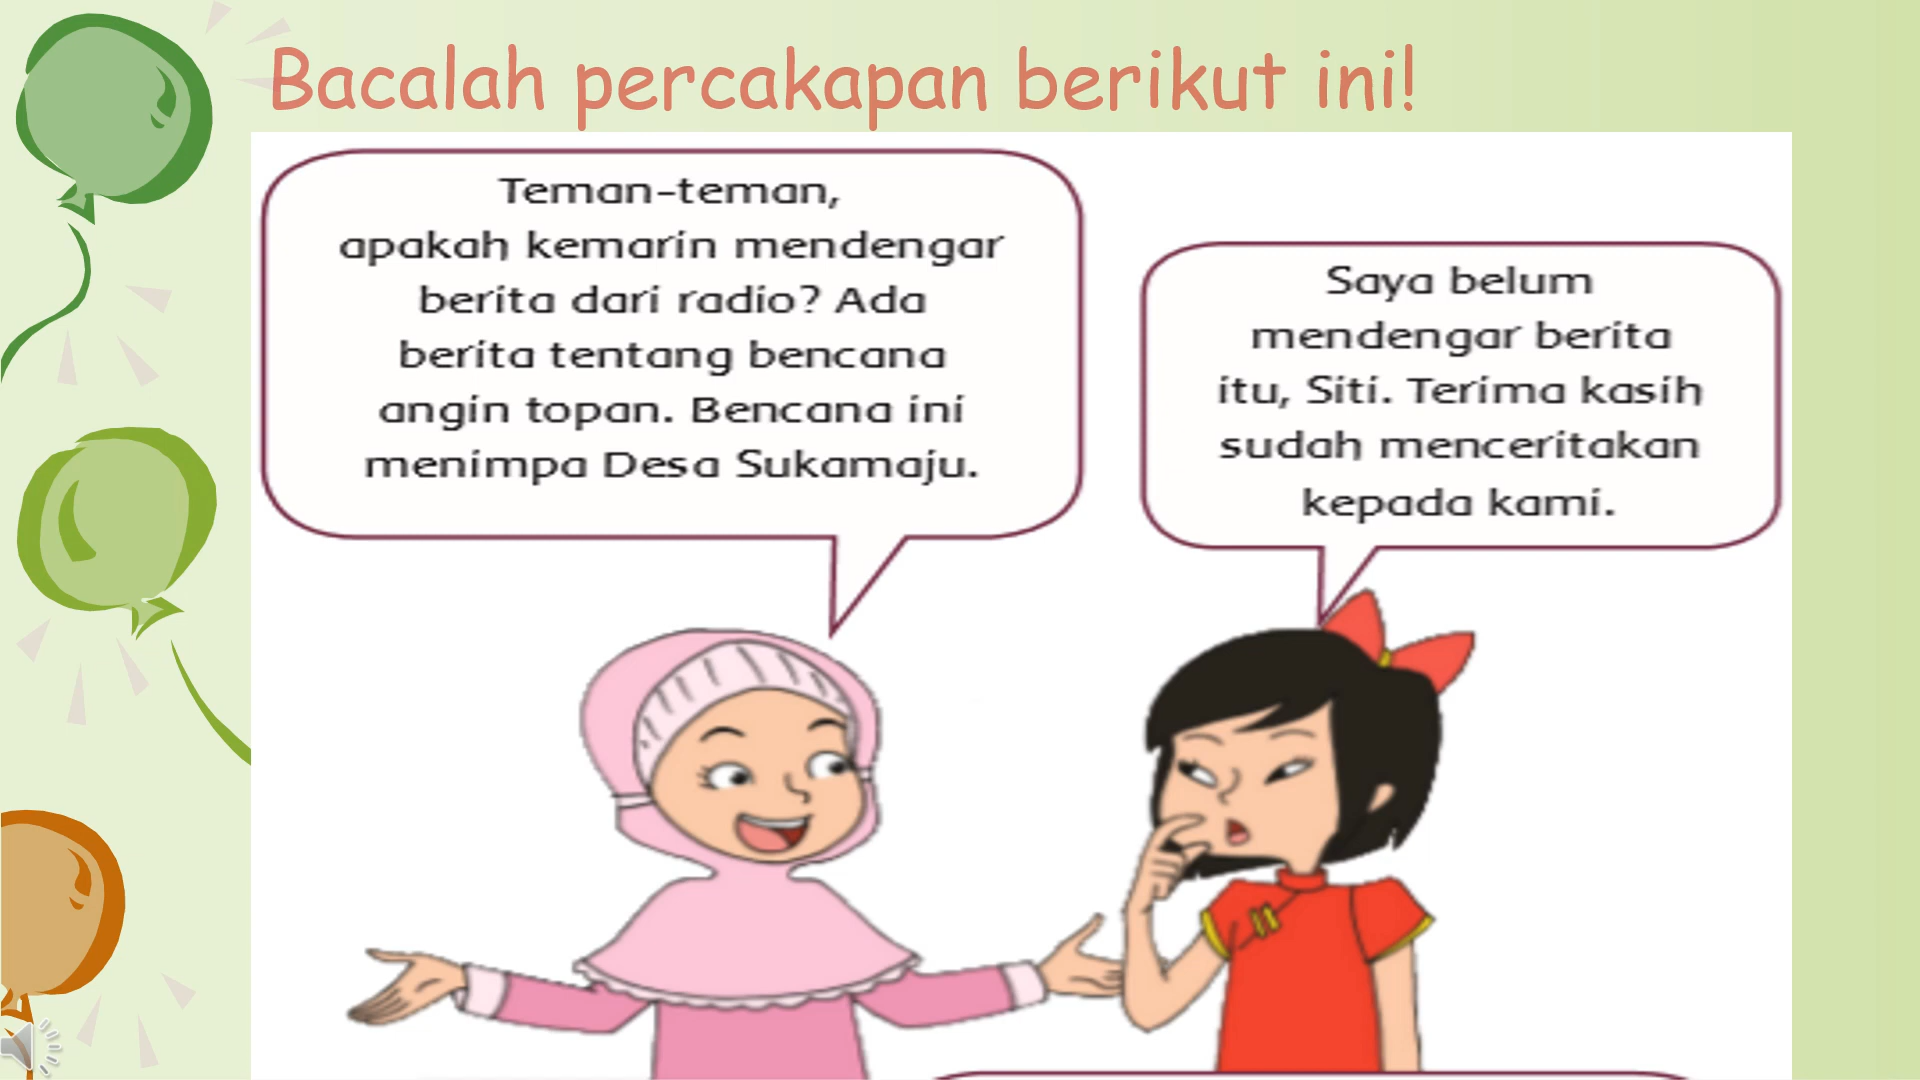 Bacalah percakapan berikut ini!
Teman-teman,
apakah kemarin mendengar
berita dari radio? Ada
berita tentang bencana
angin topan. Bencana ini
menimpa Desa Sukamaju.
Saya belum
mendengar berita
itu, Siti. Terima kasih
sudah menceritakan
kepada kami.